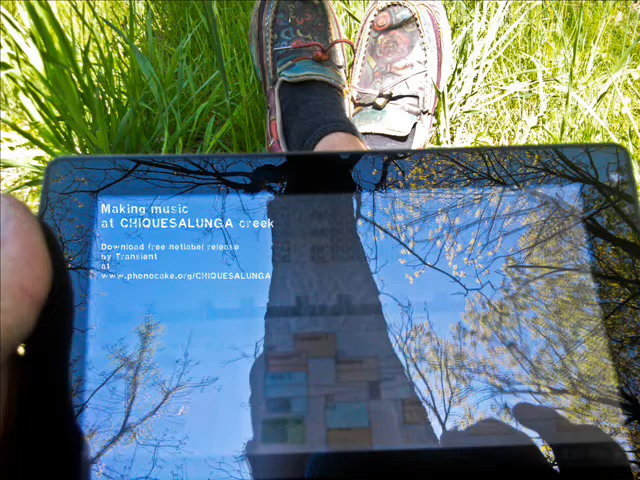 Making music
at CHIQUESALUNGA creek
Download free netlabel release
by Transient
at
www.phonocake.org/CHIQUESALUNGA